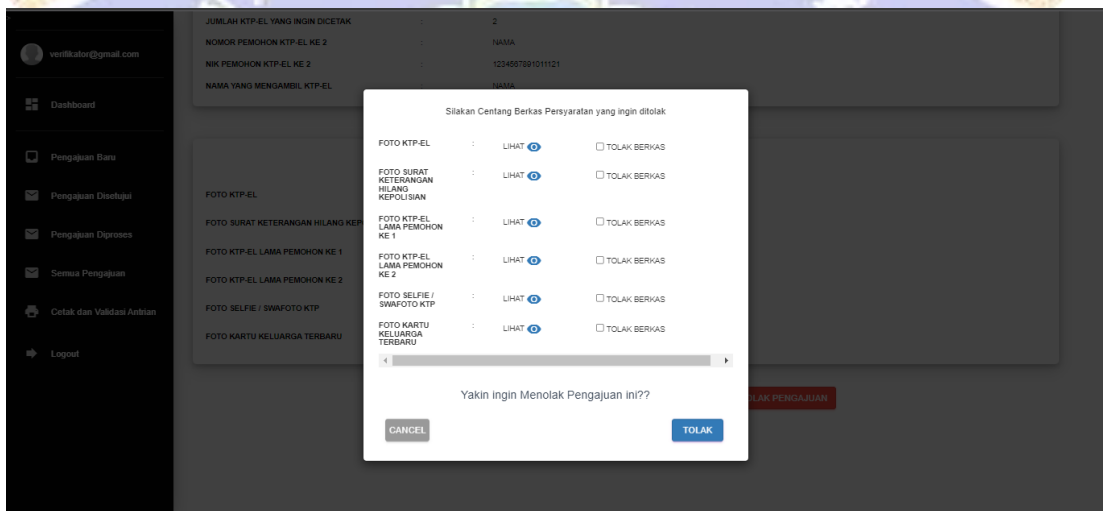 verifikator@gmail.com
Dashboard
Pengajuan Baru
Pengajuan Disetujui
Pengajuan Diproses
Semua Pengajuan
Cetak dan Validasi Antrian
Logout
JUMLAH KTP-EL YANG INGIN DICETAK : 2
NOMOR PEMOHON KTP-EL KE 2 : NAMA
NIK PEMOHON KTP-EL KE 2 : 1234567891011121
NAMA YANG MENGAMBIL KTP-EL : NAMA
FOTO KTP-EL
FOTO SURAT KETERANGAN HILANG KEP
FOTO KTP-EL LAMA PEMOHON KE 1
FOTO KTP-EL LAMA PEMOHON KE 2
FOTO SELFIE / SWAFOTO KTP
FOTO KARTU KELUARGA TERBARU
Silakan Centang Berkas Persyaratan yang ingin ditolak
FOTO KTP-EL : LIHAT TOLAK BERKAS
FOTO SURAT : LIHAT TOLAK BERKAS
KETERANGAN
HILANG
KEPOLISIAN
FOTO KTP-EL : LIHAT TOLAK BERKAS
LAMA PEMOHON
KE 1
FOTO KTP-EL : LIHAT TOLAK BERKAS
LAMA PEMOHON
KE 2
FOTO SELFIE / : LIHAT TOLAK BERKAS
SWAFOTO KTP
FOTO KARTU : LIHAT TOLAK BERKAS
KELUARGA
TERBARU
Yakin ingin Menolak Pengajuan ini??
CANCEL
TOLAK
OLAK PENGAJUAN